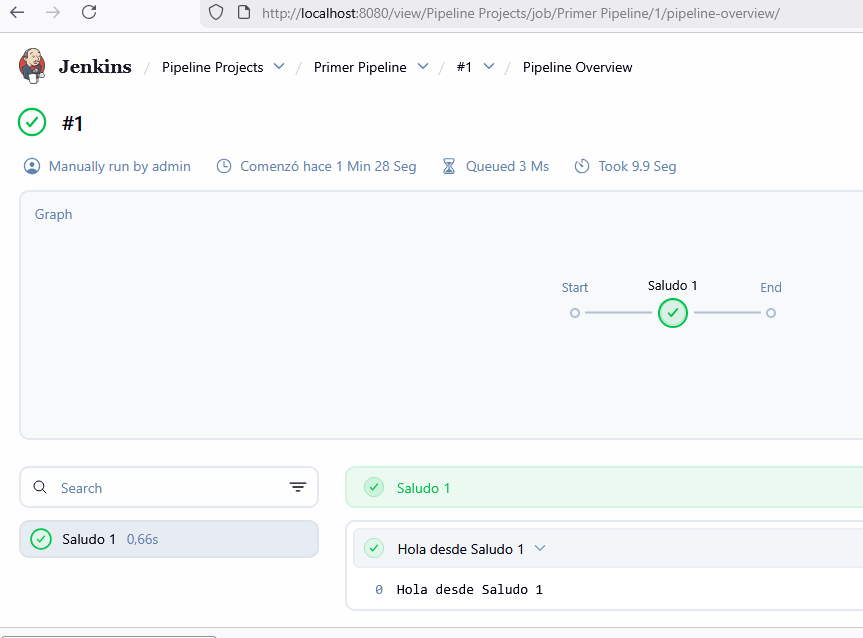 http://localhost:8080/view/Pipeline Projects/job/Primer Pipeline/1/pipeline-overview/
Jenkins / Pipeline Projects / Primer Pipeline / #1 / Pipeline Overview
#1
Manually run by admin Comenzó hace 1 Min 28 Seg Queued 3 Ms Took 9.9 Seg
Graph
Start Saludo 1 End
Search
Saludo 1
Saludo 1 0,66s
Hola desde Saludo 1
0 Hola desde Saludo 1